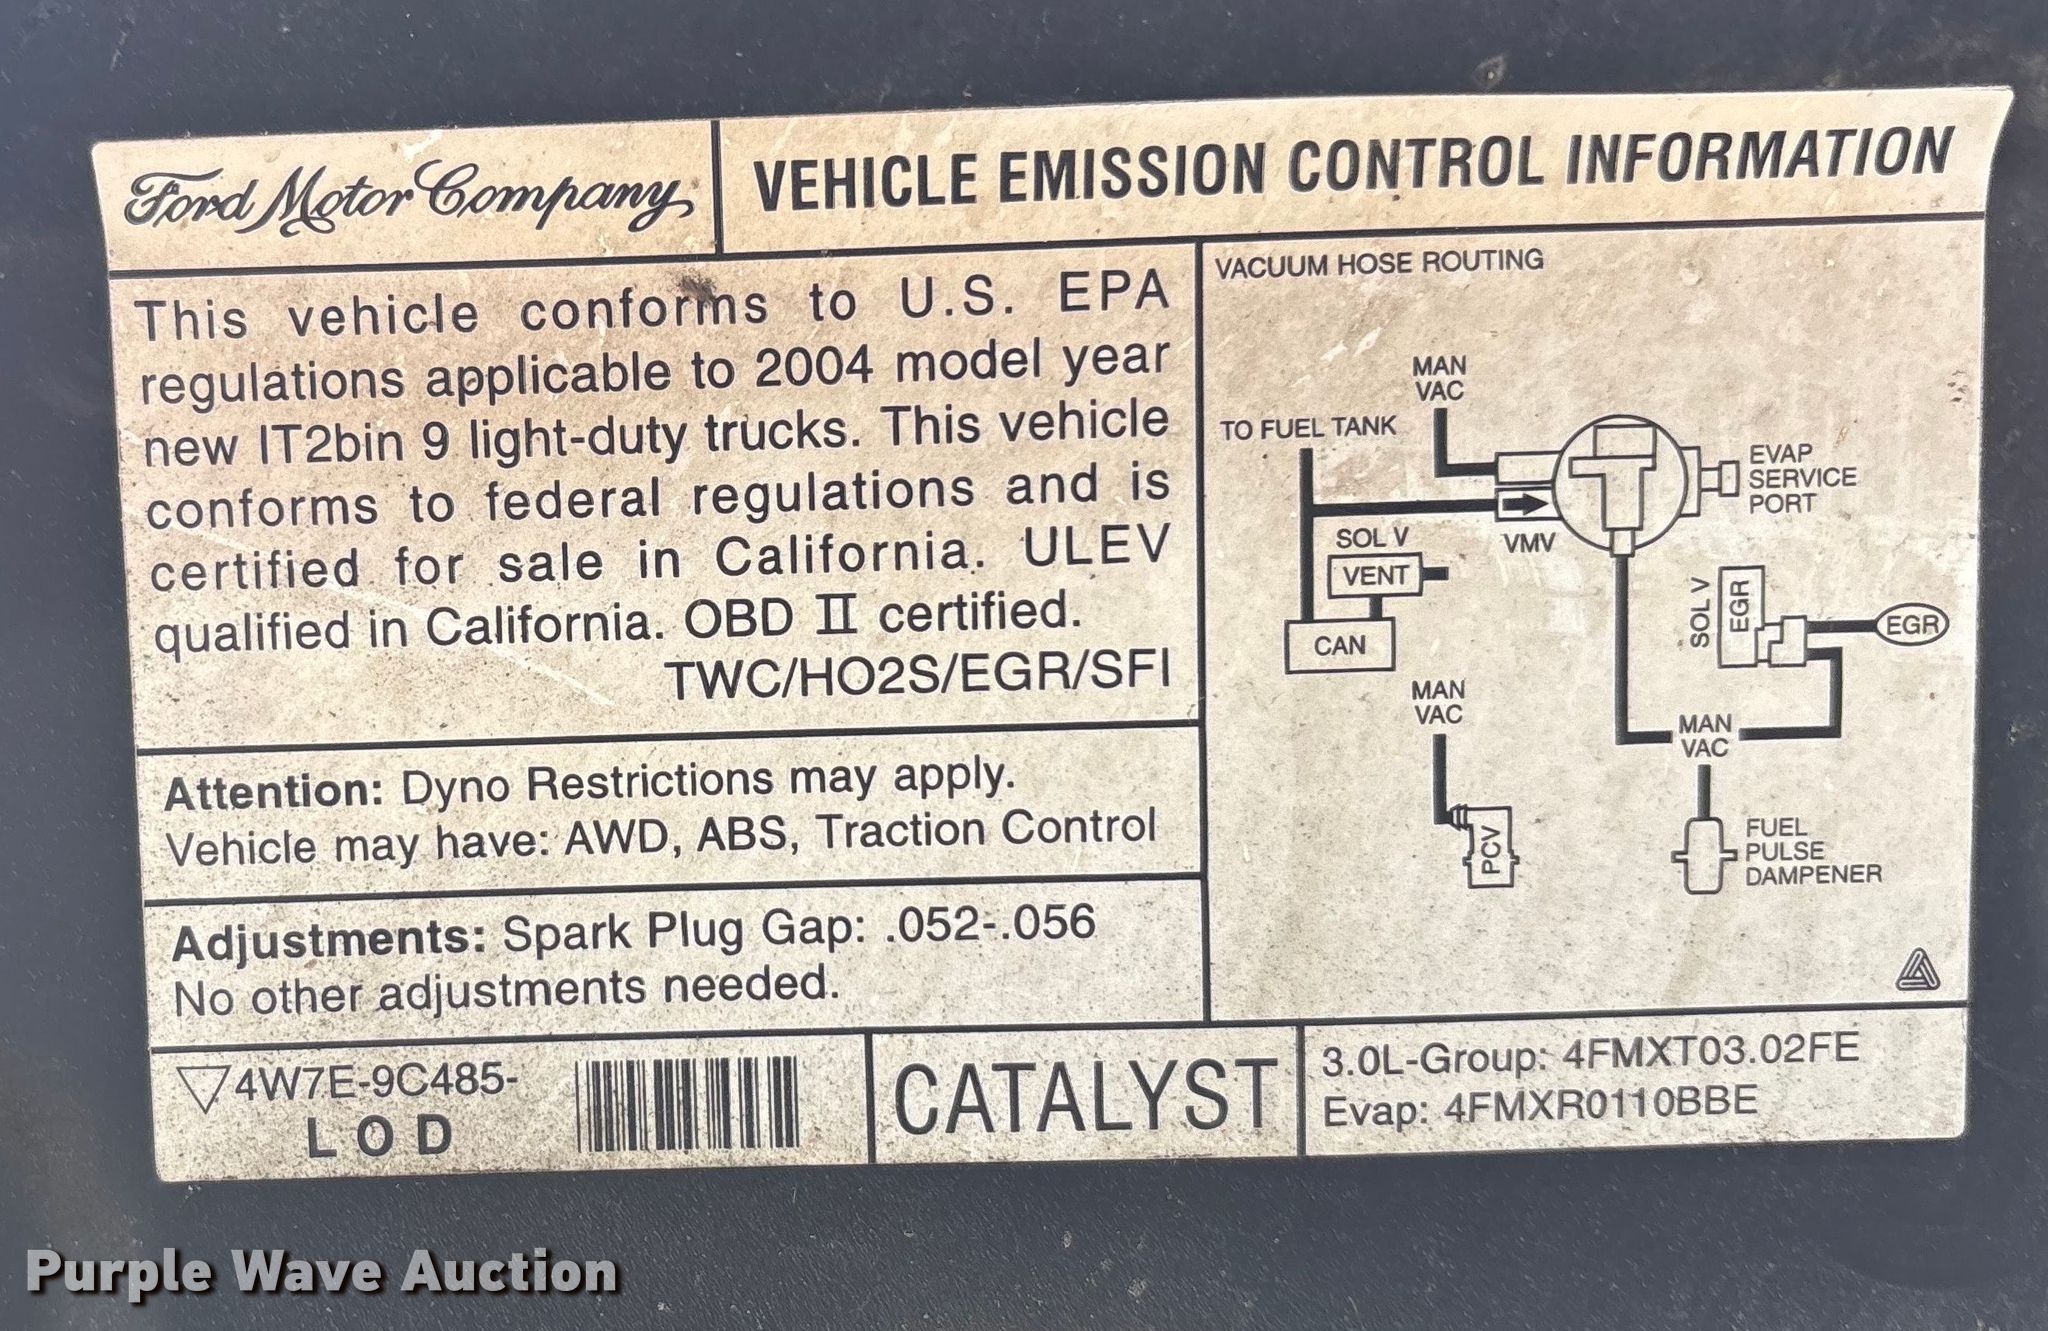 Ford Motor Company
VEHICLE EMISSION CONTROL INFORMATION
This vehicle conforms to U.S. EPA
regulations applicable to 2004 model year
new IT2bin 9 light-duty trucks. This vehicle
conforms to federal regulations and is
certified for sale in California. ULEV
qualified in California. OBD II certified.
TWC/HO2S/EGR/SFI
Attention: Dyno Restrictions may apply.
Vehicle may have: AWD, ABS, Traction Control
Adjustments: Spark Plug Gap: .052-.056
No other adjustments needed.
VACUUM HOSE ROUTING
MAN
VAC
TO FUEL TANK
EVAP
SERVICE
PORT
SOL V
VENT
VMV
CAN
SOL V
EGR
EGR
MAN
VAC
PCV
MAN
VAC
FUEL
PULSE
DAMPENER
4W7E-9C485-
LOD
CATALYST
3.0L-Group: 4FMXT03.02FE
Evap: 4FMXR0110BBE
Purple Wave Auction